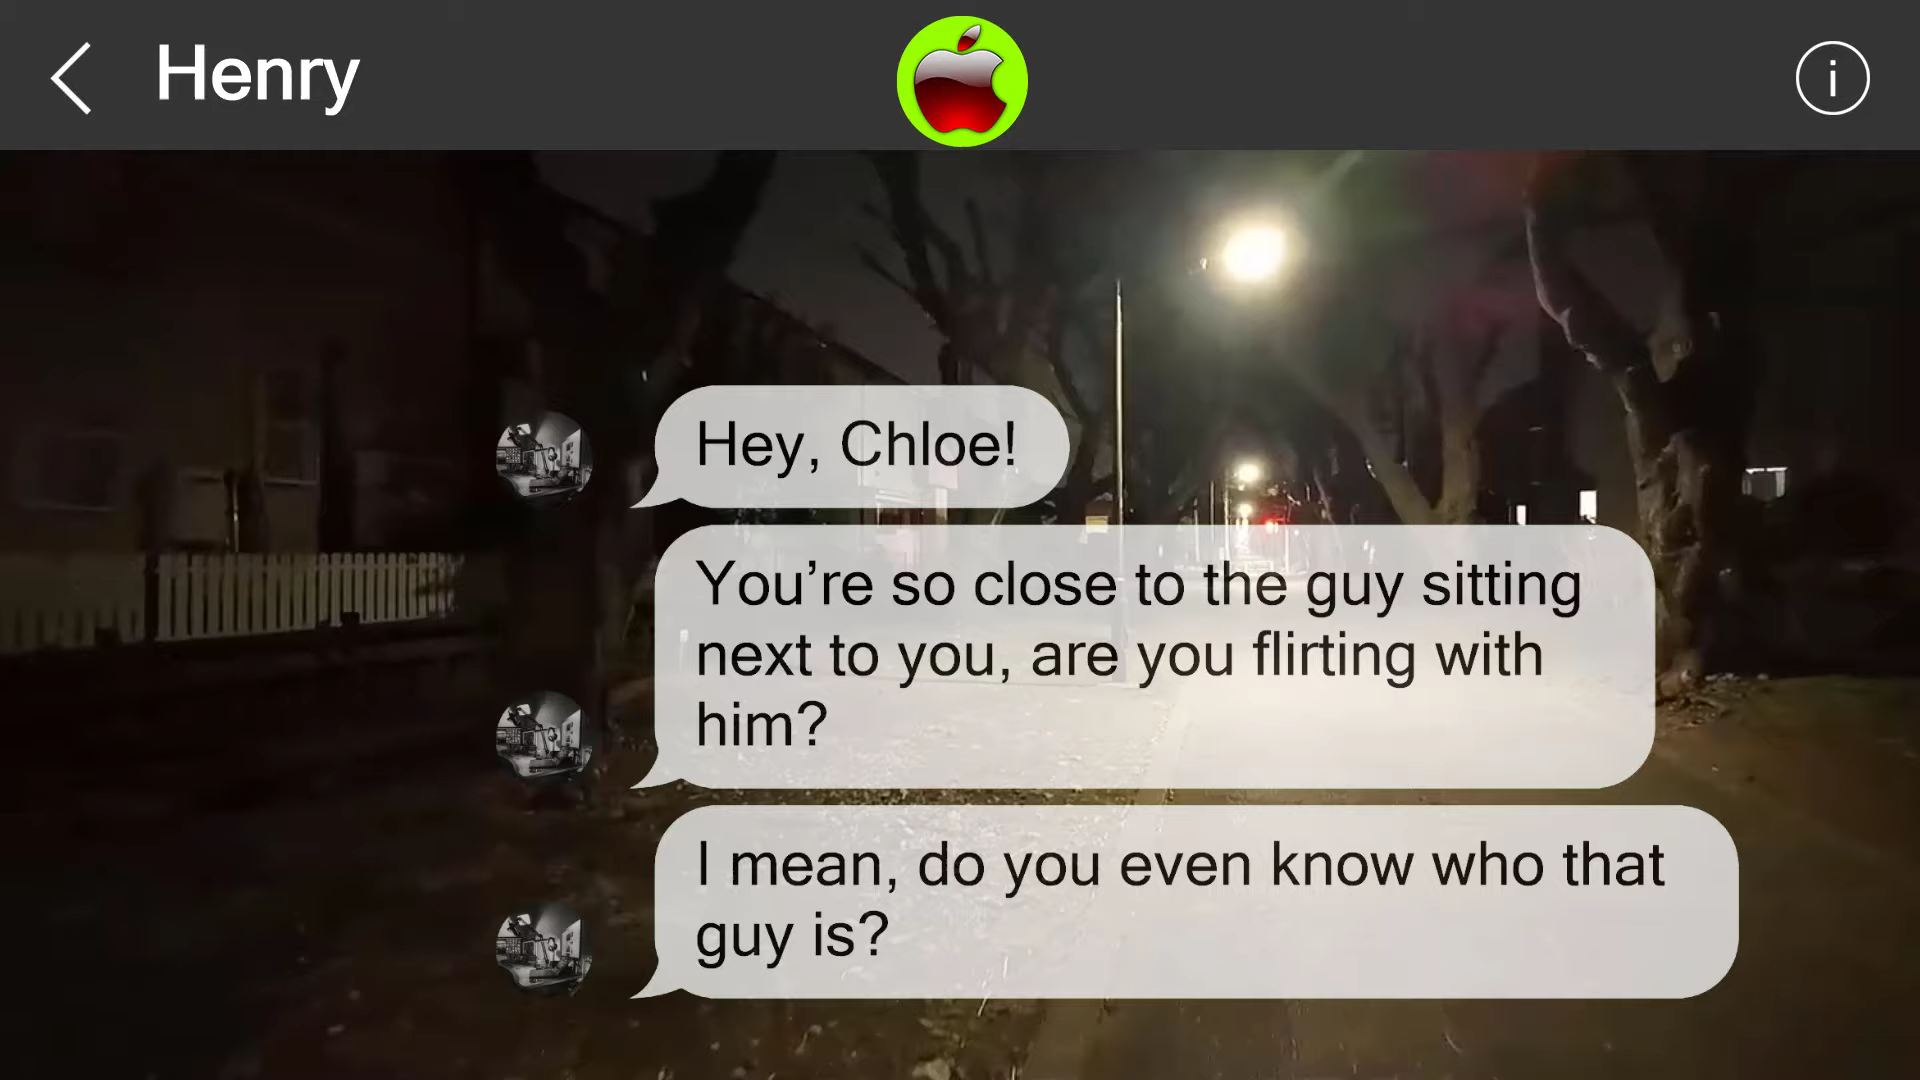 Henry
i
Hey, Chloe!
You’re so close to the guy sitting
next to you, are you flirting with
him?
I mean, do you even know who that
guy is?